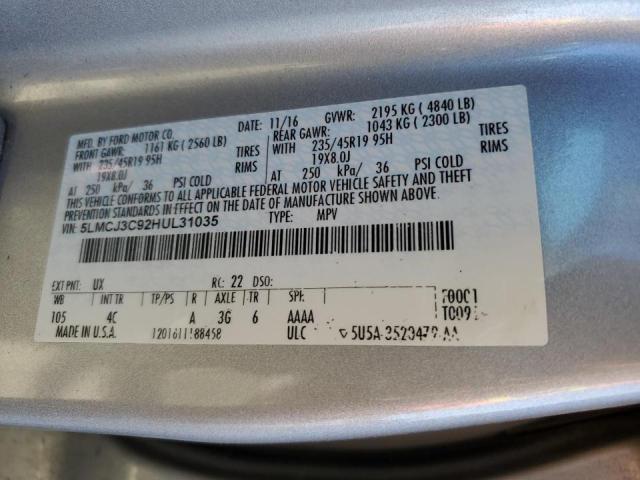 MFD. BY FORD MOTOR CO. DATE: 11/16 GVWR: 2195 KG ( 4840 LB)
FRONT GAWR: 1161 KG ( 2560 LB) REAR GAWR: 1043 KG ( 2300 LB)
WITH 235/45R19 95H TIRES WITH 235/45R19 95H TIRES
19X8.0J RIMS 19X8.0J RIMS
AT 250 kPa/ 36 PSI COLD AT 250 kPa/ 36 PSI COLD
THIS VEHICLE CONFORMS TO ALL APPLICABLE FEDERAL MOTOR VEHICLE SAFETY AND THEFT
PREVENTION STANDARDS IN EFFECT ON THE DATE OF MANUFACTURE SHOWN ABOVE.
VIN: 5LMCJ3C92HUL31035 TYPE: MPV
EXT PNT: UX RC: 22 DSO:
WB INT TR TP/PS R AXLE TR SPR
105 4C A 3G 6 AAAA
MADE IN U.S.A. ULC